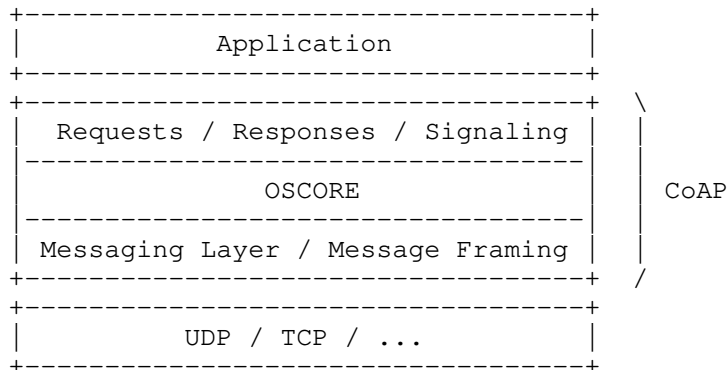 Application
Requests / Responses / Signaling
OSCORE
CoAP
Messaging Layer / Message Framing
UDP / TCP / ...